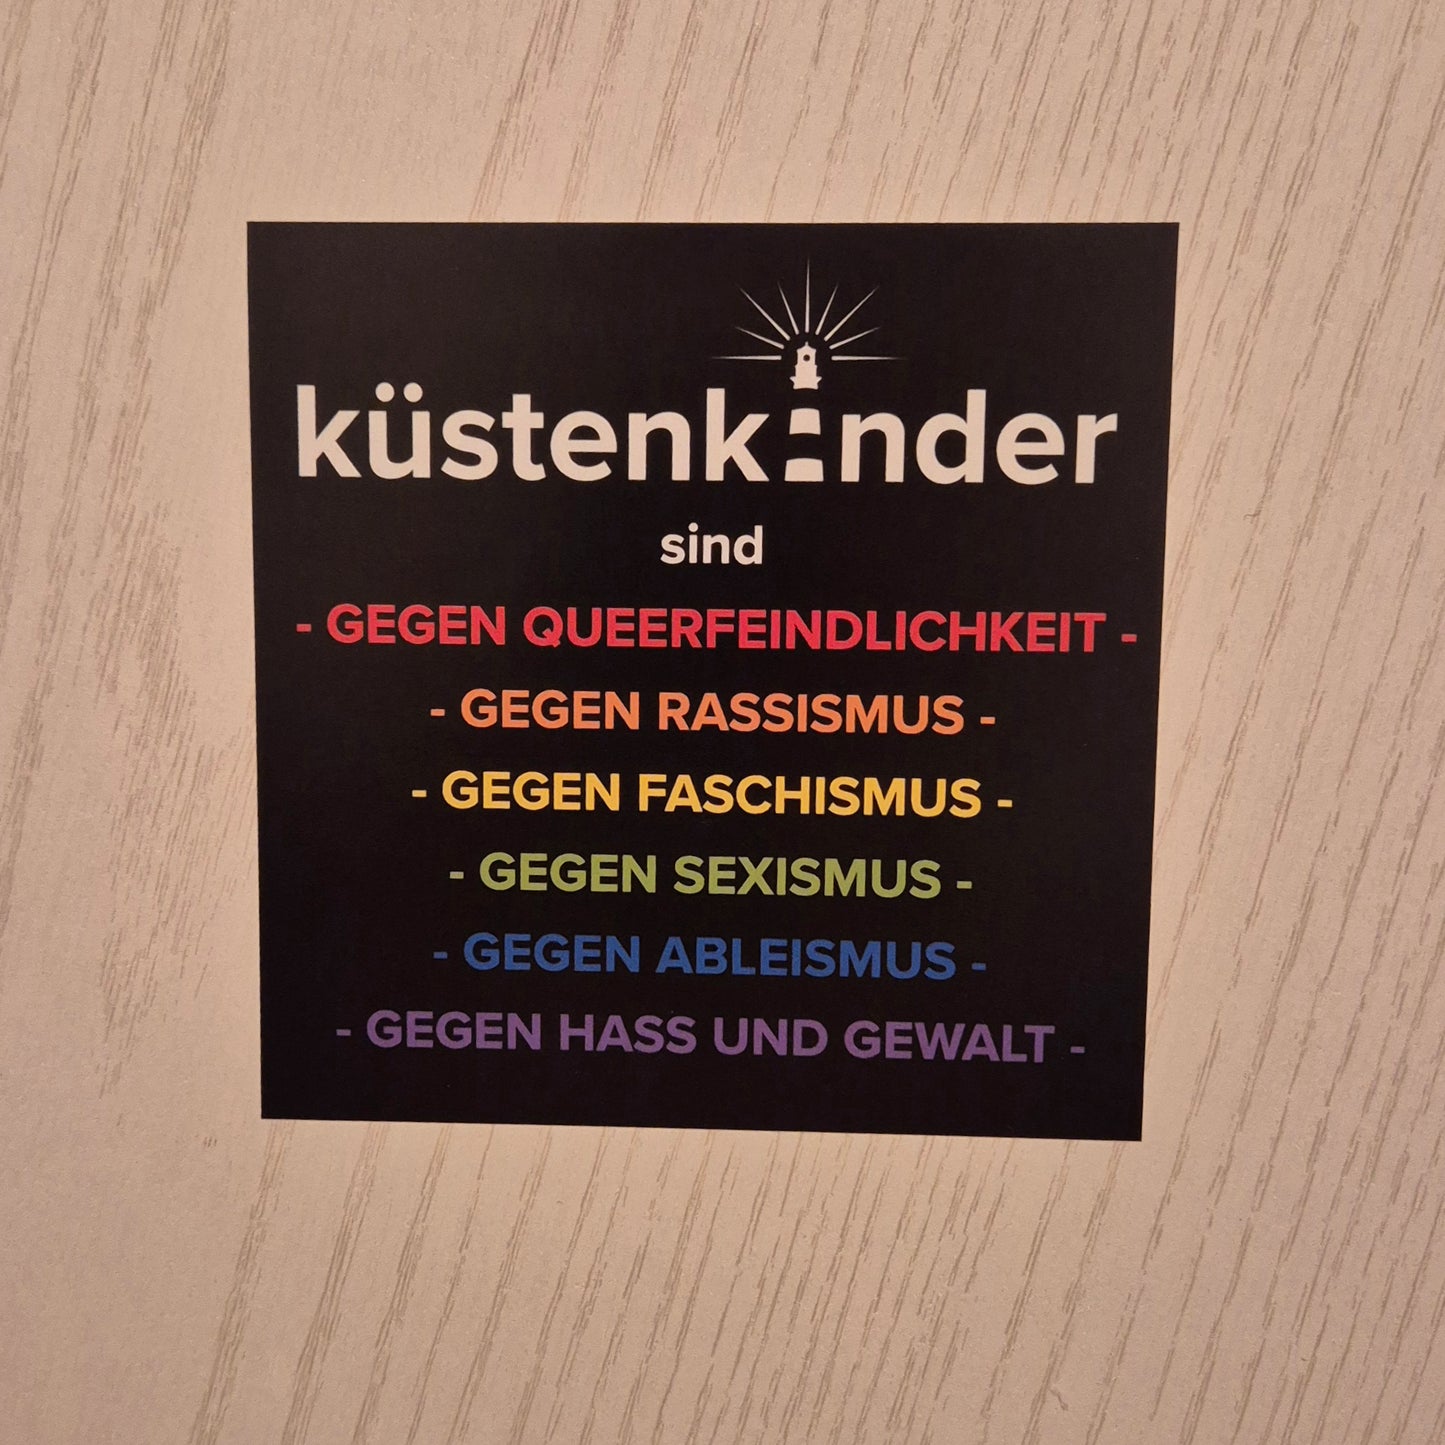 küstenkinder
sind
- GEGEN QUEERFEINDLICHKEIT -
- GEGEN RASSISMUS -
- GEGEN FASCHISMUS -
- GEGEN SEXISMUS -
- GEGEN ABLEISMUS -
- GEGEN HASS UND GEWALT -